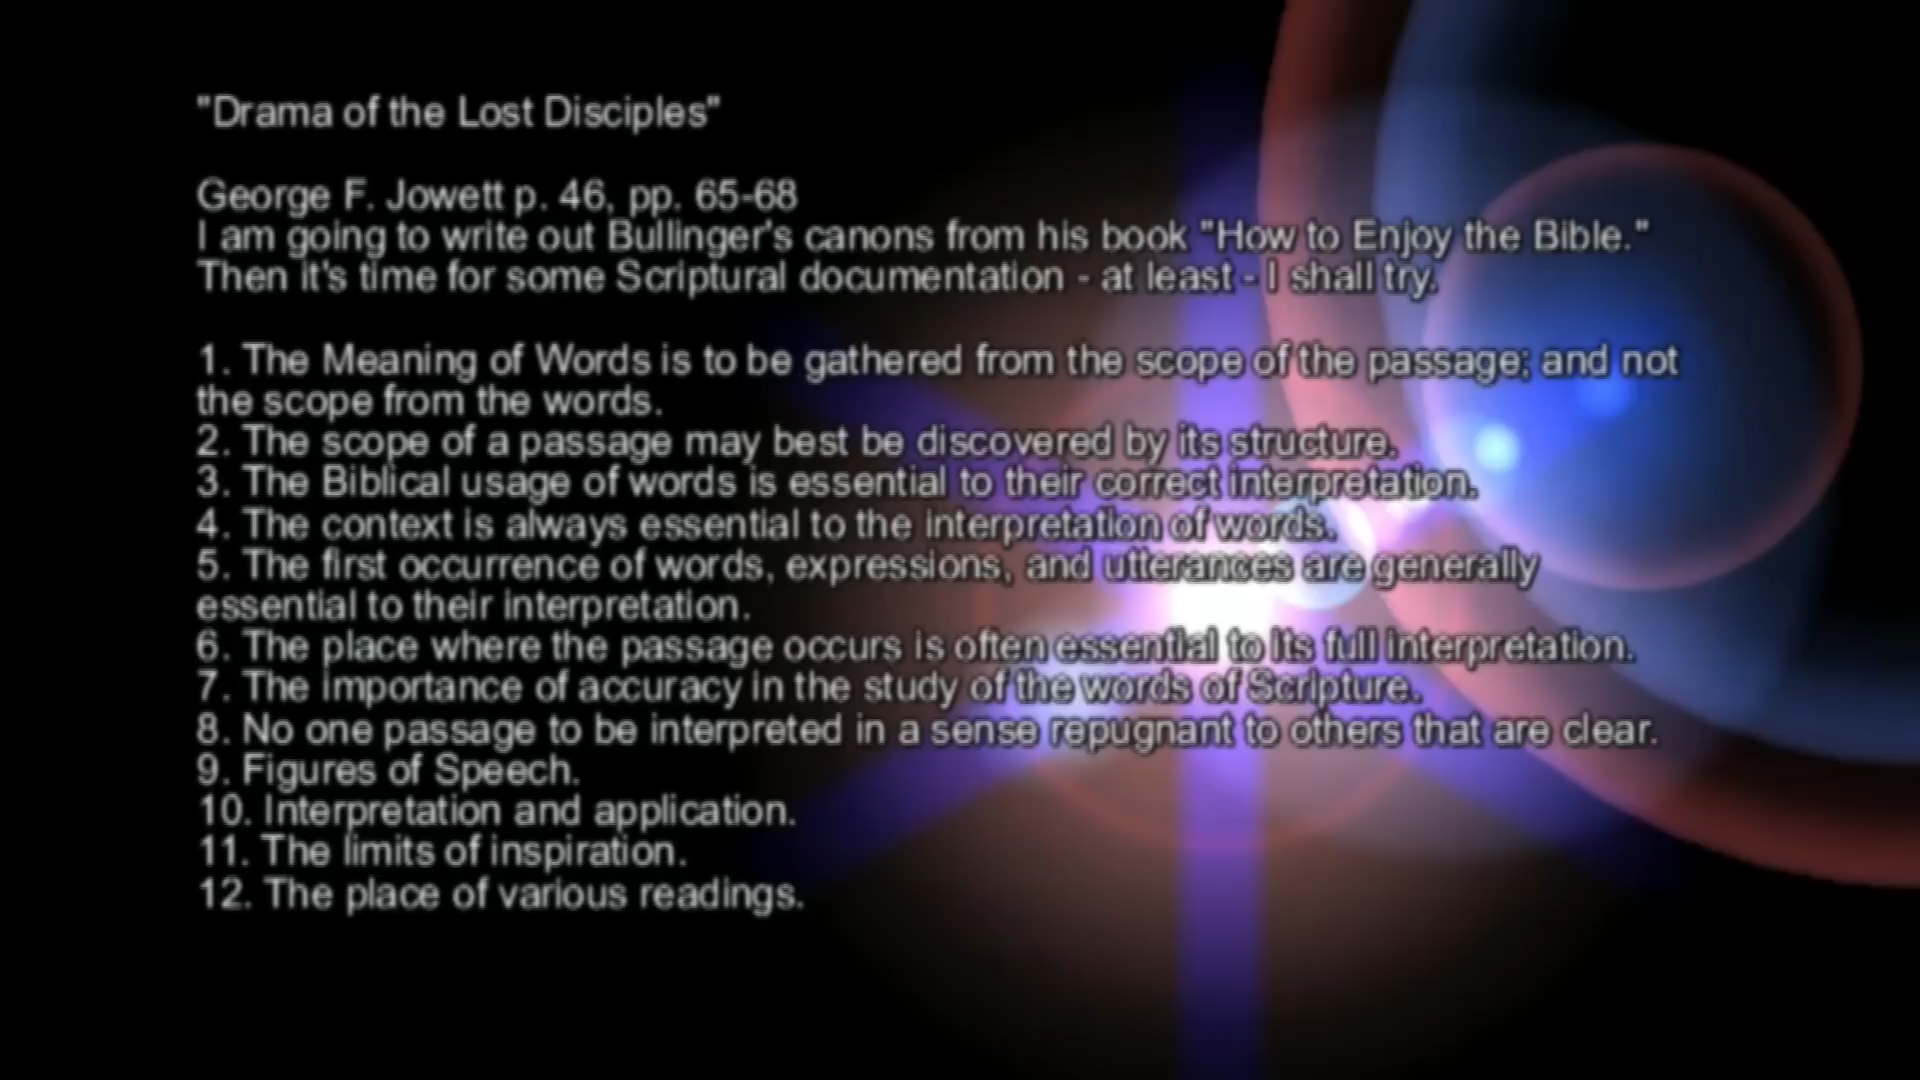 "Drama of the Lost Disciples"
George F. Jowett p. 46, pp. 65-68
I am going to write out Bullinger's canons from his book "How to Enjoy the Bible."
Then it's time for some Scriptural documentation - at least - I shall try.
1. The Meaning of Words is to be gathered from the scope of the passage; and not
the scope from the words.
2. The scope of a passage may best be discovered by its structure.
3. The Biblical usage of words is essential to their correct interpretation.
4. The context is always essential to the interpretation of words.
5. The first occurrence of words, expressions, and utterances are generally
essential to their interpretation.
6. The place where the passage occurs is often essential to its full interpretation.
7. The importance of accuracy in the study of the words of Scripture.
8. No one passage to be interpreted in a sense repugnant to others that are clear.
9. Figures of Speech.
10. Interpretation and application.
11. The limits of inspiration.
12. The place of various readings.